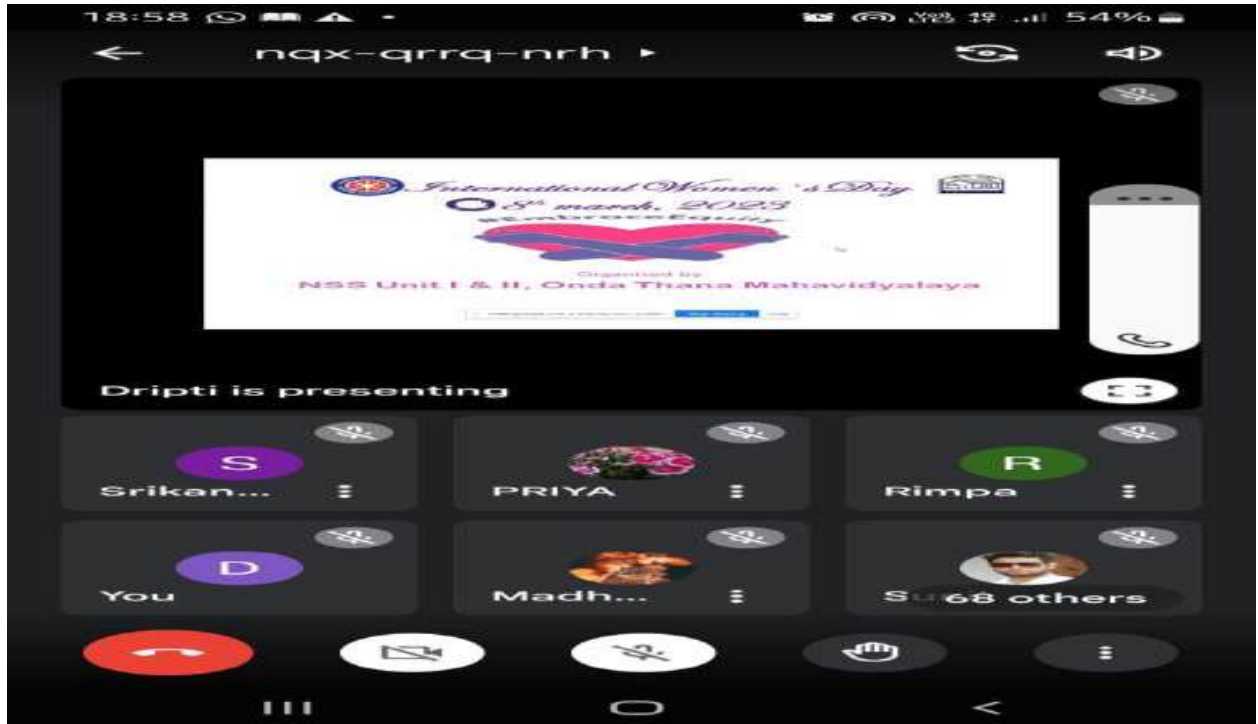 18:58 54%
nqx-qrrq-nrh
International Women 's Day
8th march, 2023
#EmbraceEquity
Organised by
NSS Unit I & II, Onda Thana Mahavidyalaya
Dripti is presenting
S
Srikan...
PRIYA
R
Rimpa
D
You
Madh...
68 others